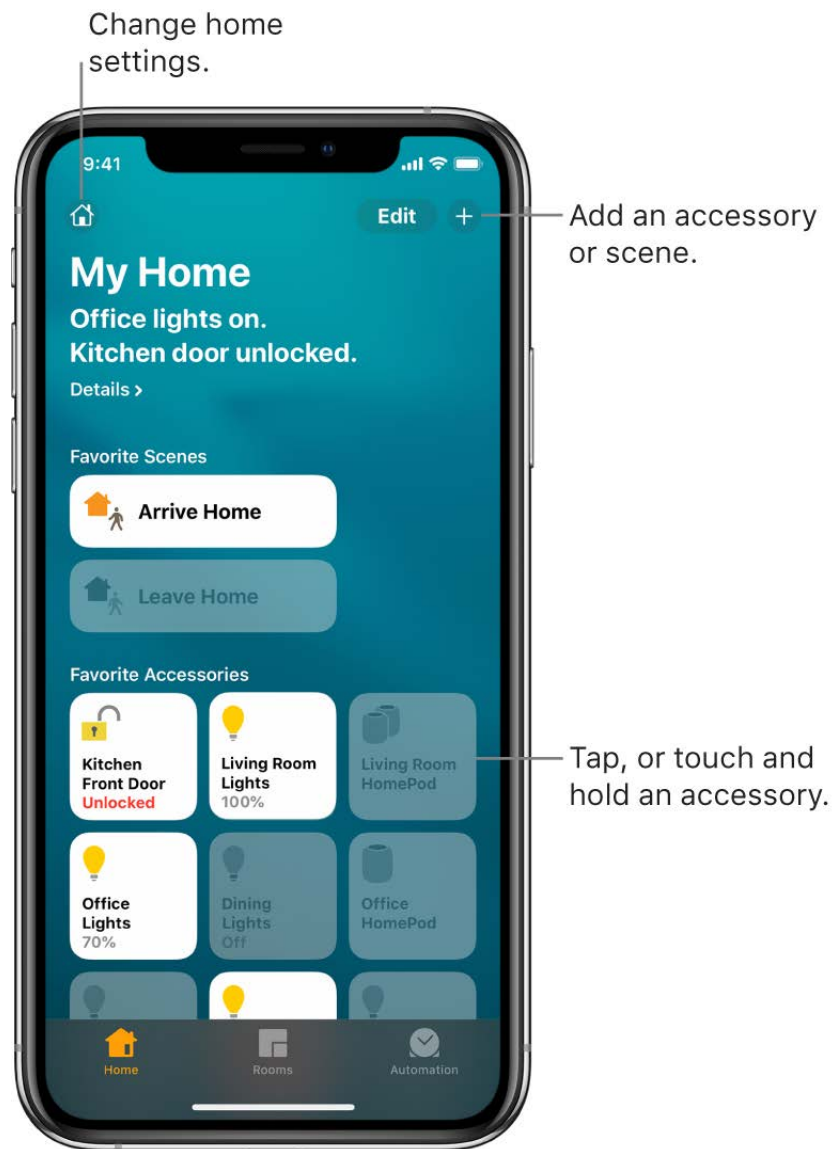 Change home
settings.
9:41
Edit
Add an accessory
or scene.
My Home
Office lights on.
Kitchen door unlocked.
Details >
Favorite Scenes
Arrive Home
Leave Home
Favorite Accessories
Kitchen
Front Door
Unlocked
Living Room
Lights
100%
Living Room
HomePod
Tap, or touch and
hold an accessory.
Office
Lights
70%
Dining
Lights
Off
Office
HomePod
Home
Rooms
Automation